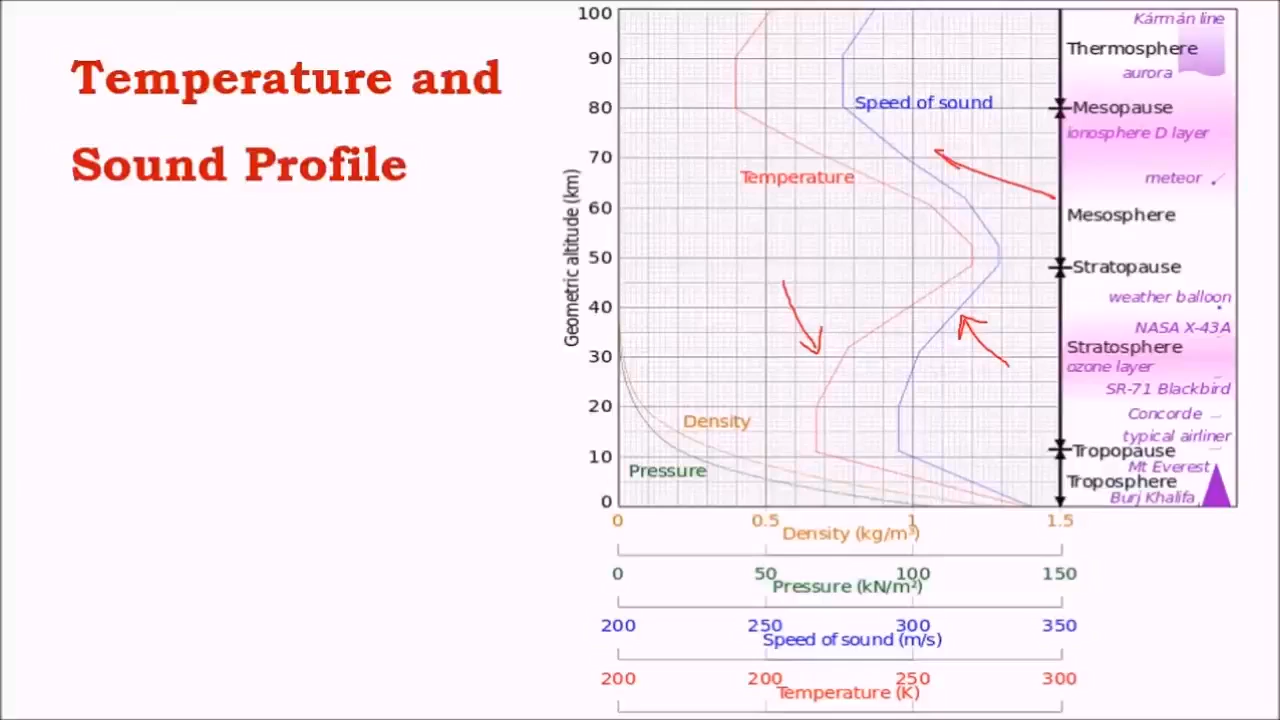 Temperature and
Sound Profile
Geometric altitude (km)
100
90
80
70
60
50
40
30
20
10
0
Speed of sound
Temperature
Density
Pressure
Kármán line
Thermosphere
aurora
Mesopause
ionosphere D layer
meteor
Mesosphere
Stratopause
weather balloon
NASA X-43A
Stratosphere
ozone layer
SR-71 Blackbird
Concorde
typical airliner
Tropopause
Mt Everest
Troposphere
Burj Khalifa
0 0.5 1 1.5
Density (kg/m³)
0 50 100 150
Pressure (kN/m²)
200 250 300 350
Speed of sound (m/s)
200 200 250 300
Temperature (K)